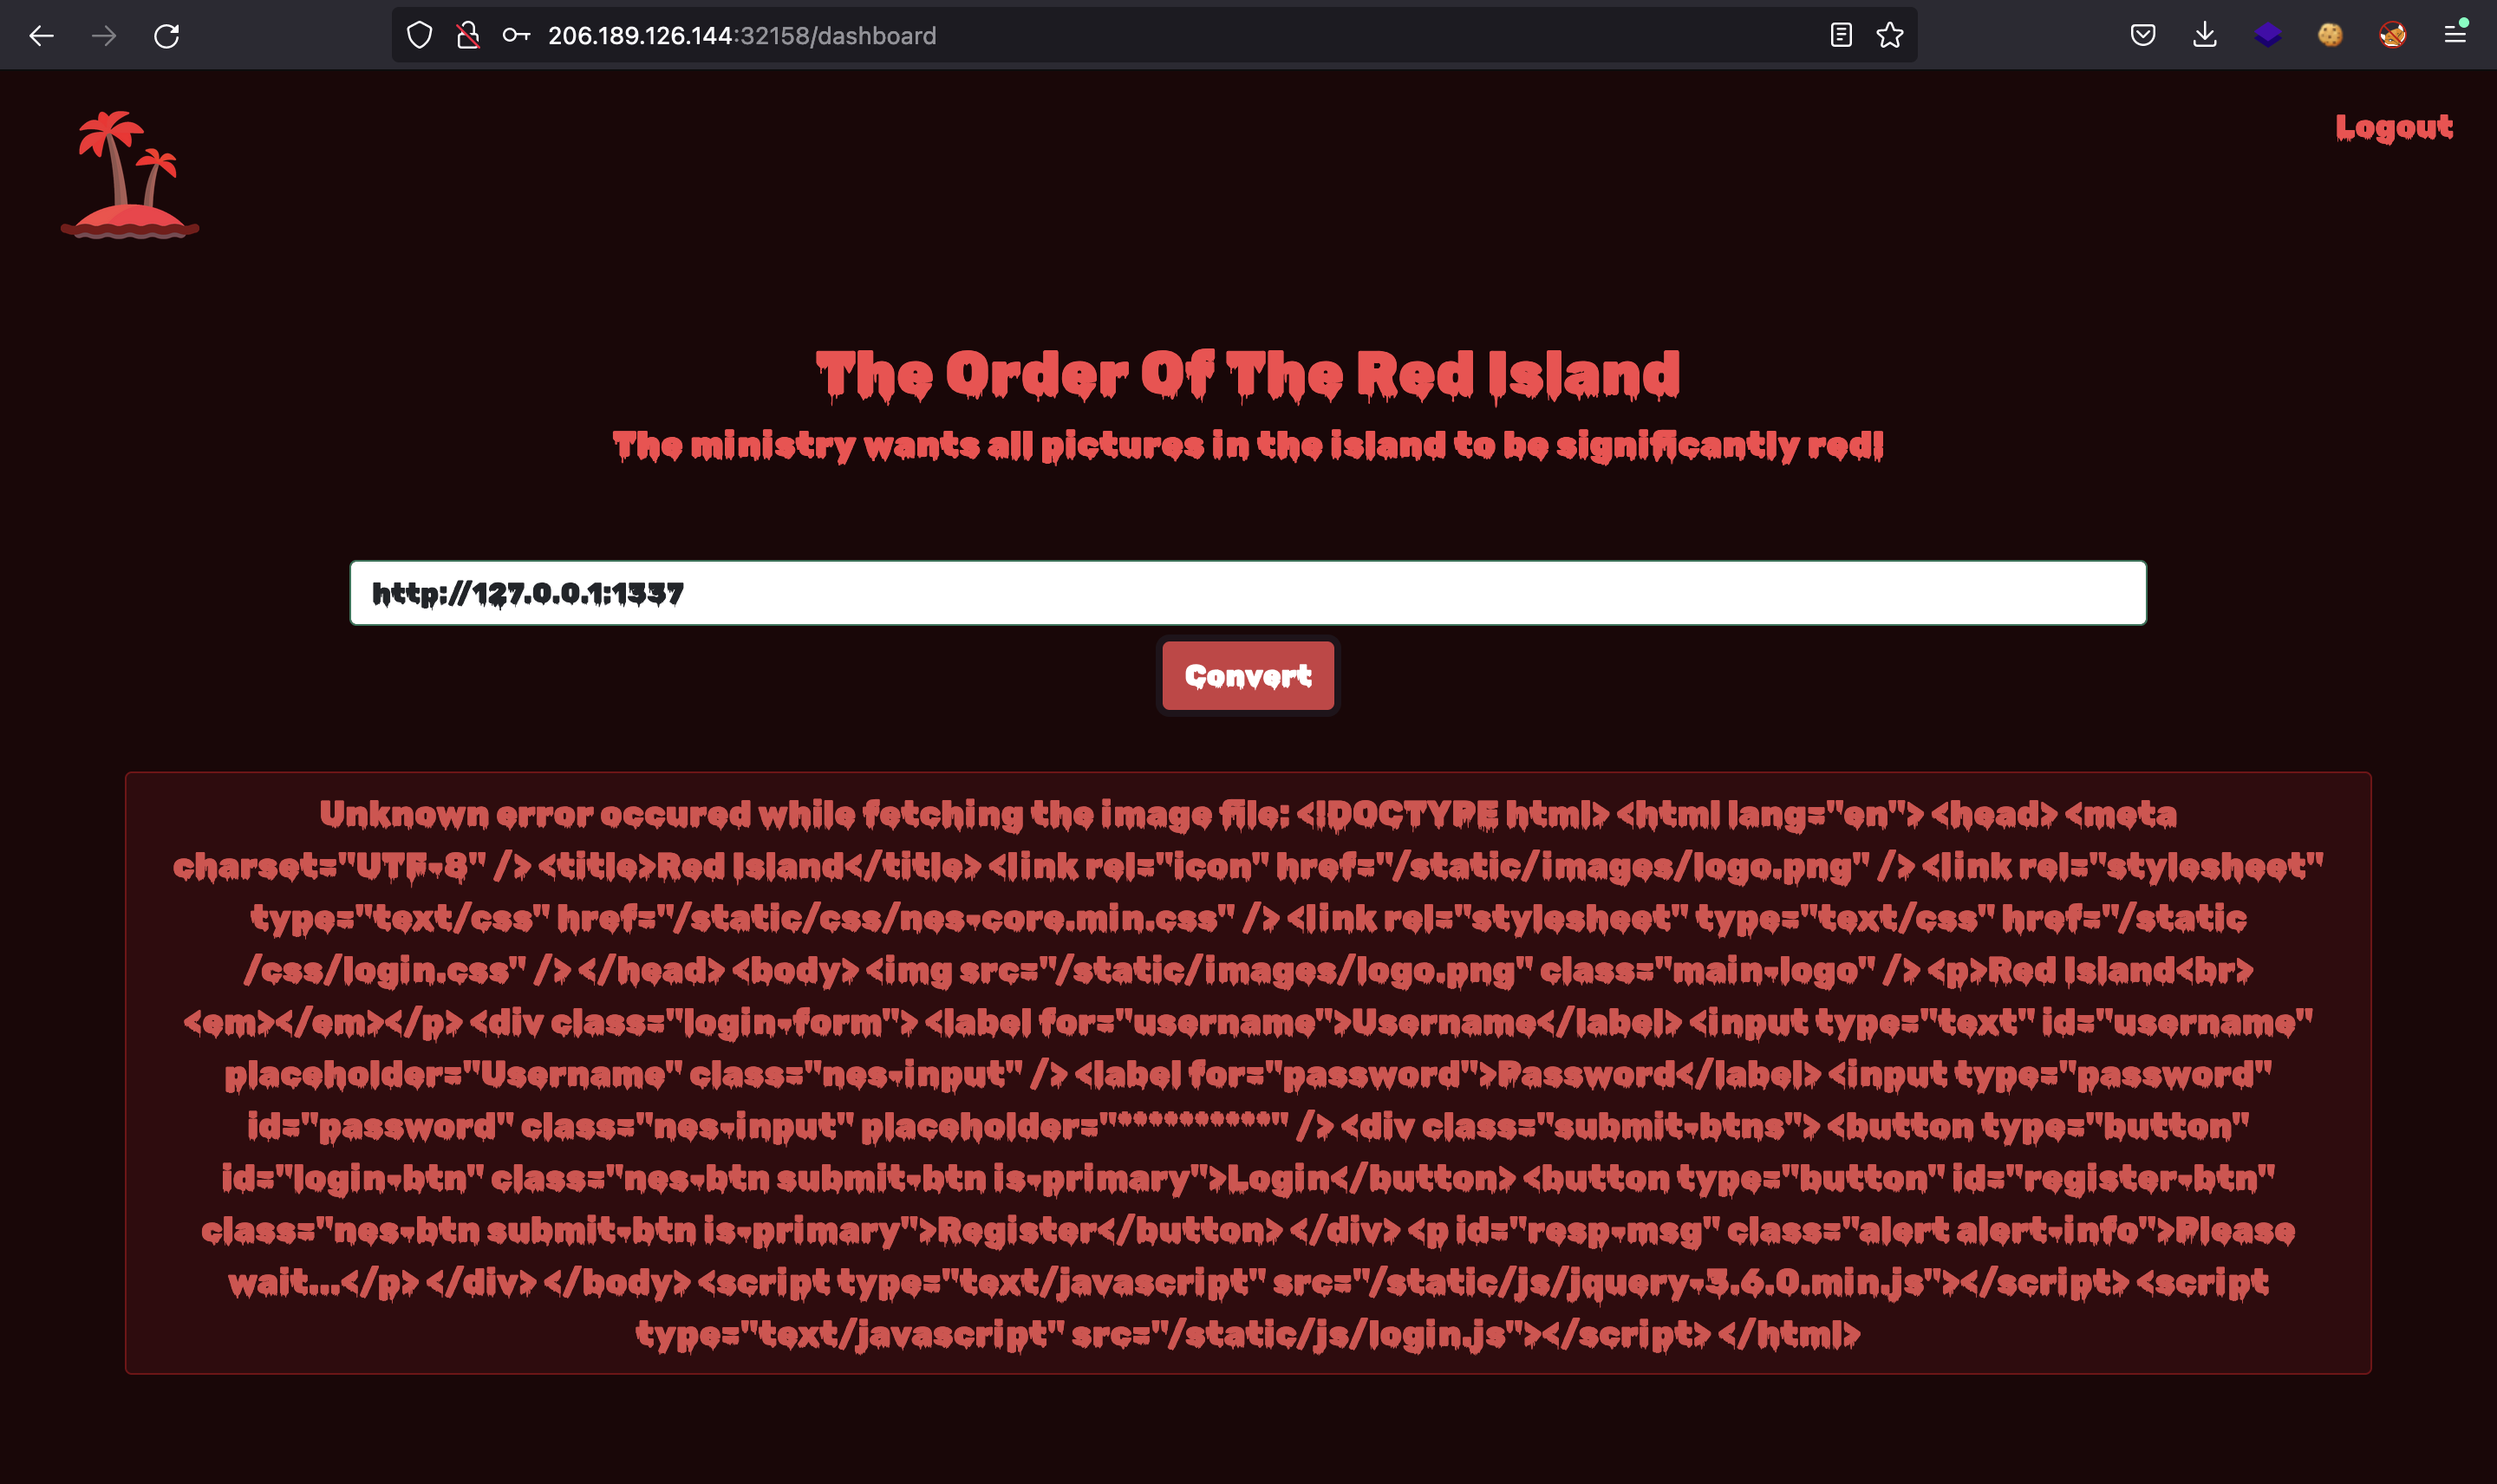 206.189.126.144:32158/dashboard
Logout
The Order Of The Red Island
The ministry wants all pictures in the island to be significantly red!
http://127.0.0.1:1337
Convert
Unknown error occured while fetching the image file: <!DOCTYPE html> <html lang="en"> <head> <meta
charset="UTF-8" /> <title>Red Island</title> <link rel="icon" href="/static/images/logo.png" /> <link rel="stylesheet"
type="text/css" href="/static/css/nes-core.min.css" /> <link rel="stylesheet" type="text/css" href="/static
/css/login.css" /> </head> <body> <img src="/static/images/logo.png" class="main-logo" /> <p>Red Island<br>
<em></em></p> <div class="login-form"> <label for="username">Username</label> <input type="text" id="username"
placeholder="Username" class="nes-input" /> <label for="password">Password</label> <input type="password"
id="password" class="nes-input" placeholder="**********" /> <div class="submit-btns"> <button type="button"
id="login-btn" class="nes-btn submit-btn is-primary">Login</button> <button type="button" id="register-btn"
class="nes-btn submit-btn is-primary">Register</button> </div> <p id="resp-msg" class="alert alert-info">Please
wait...</p> </div> </body> <script type="text/javascript" src="/static/js/jquery-3.6.0.min.js"></script> <script
type="text/javascript" src="/static/js/login.js"></script> </html>